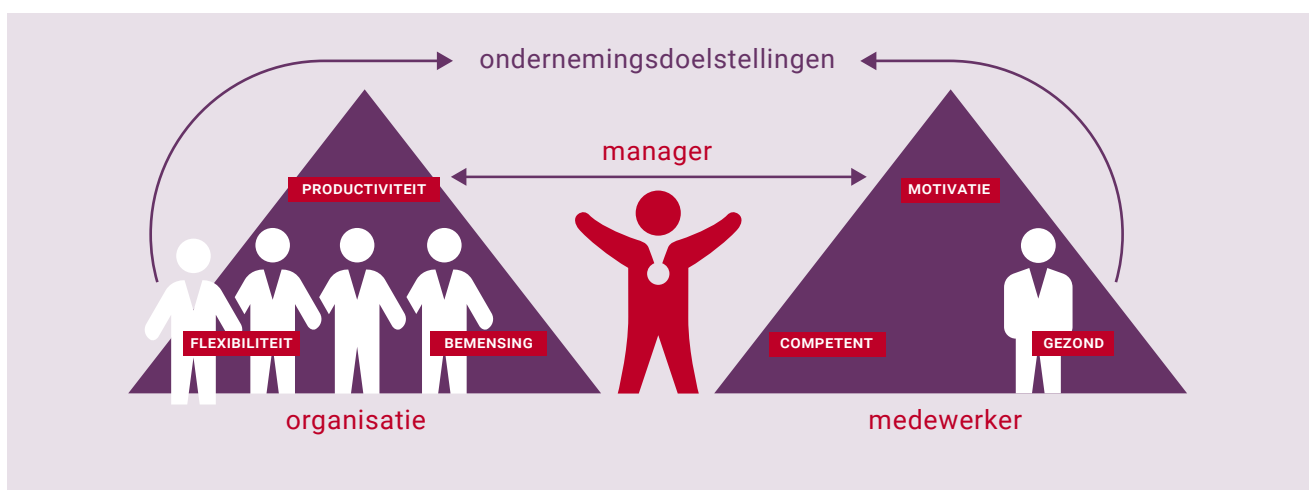 ondernemingsdoelstellingen
manager
PRODUCTIVITEIT
MOTIVATIE
FLEXIBILITEIT
BEMENSING
COMPETENT
GEZOND
organisatie
medewerker